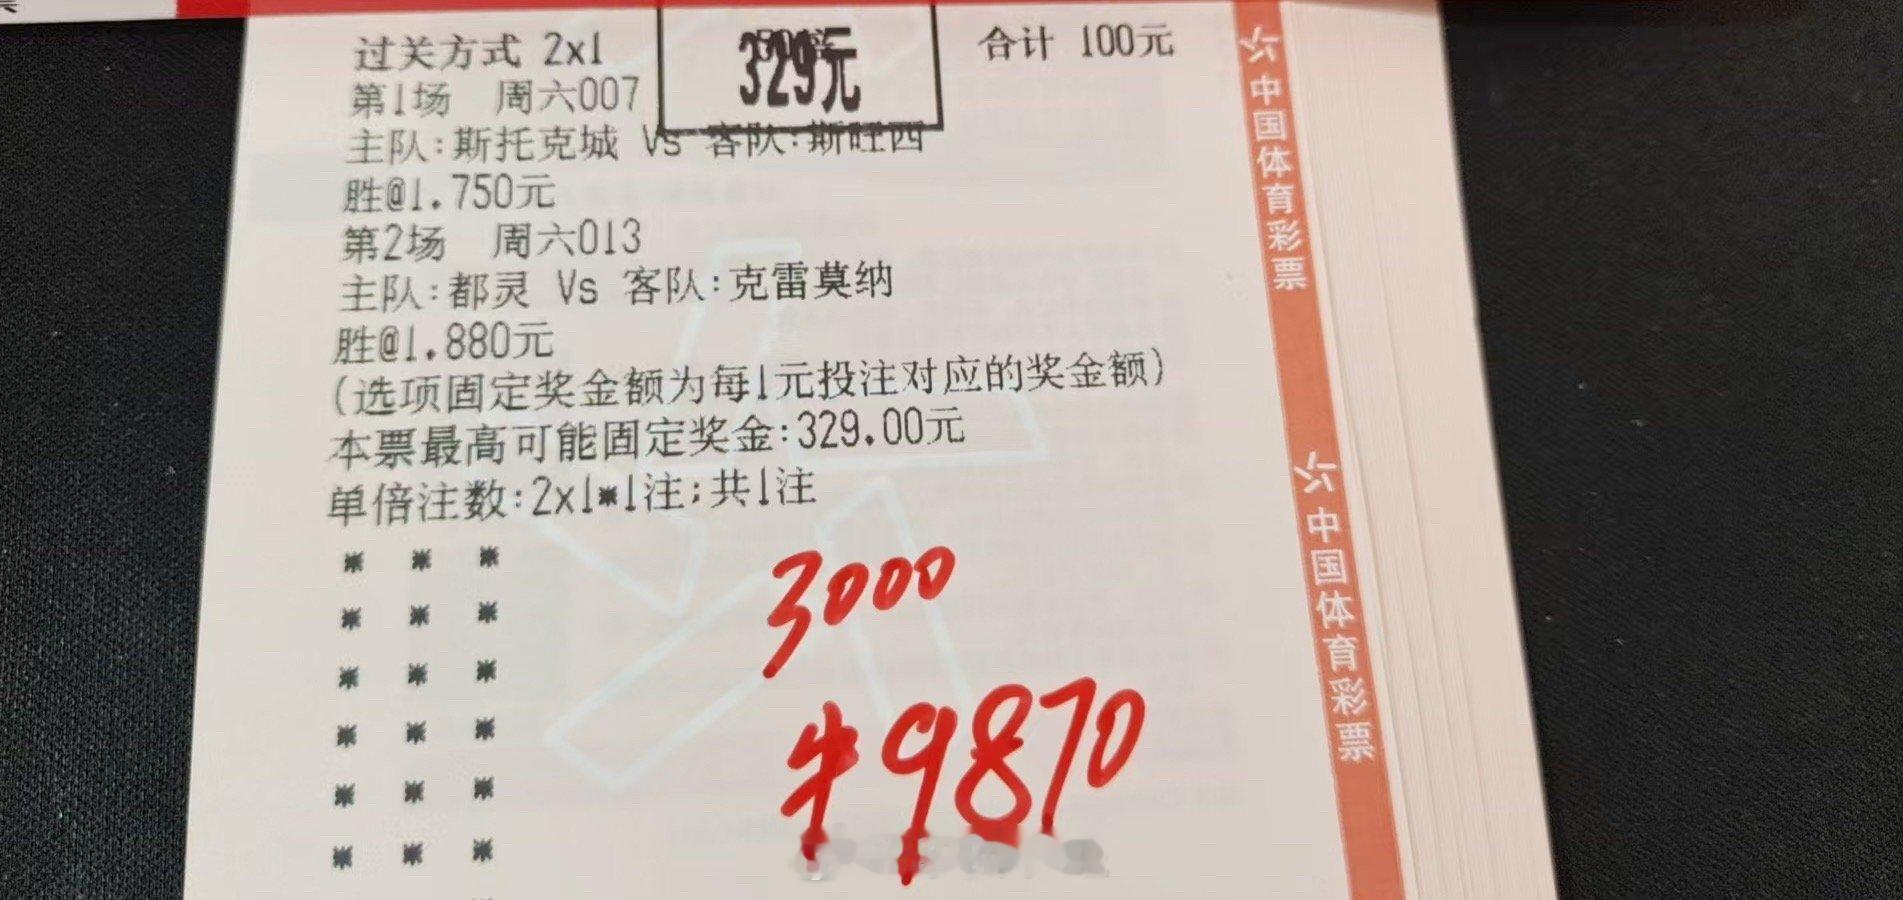 票
过关方式 2x1 329元 合计 100元
第1场 周六007
主队:斯托克城 Vs 客队:斯旺西
胜@1.750元
第2场 周六013
主队:都灵 Vs 客队:克雷莫纳
胜@1.880元
(选项固定奖金额为每1元投注对应的奖金额)
本票最高可能固定奖金:329.00元
单倍注数:2x1*1注;共1注
* * *
* * *
* * *
* * *
* * *
* * *
3000
中9870
中国体育彩票
中国体育彩票